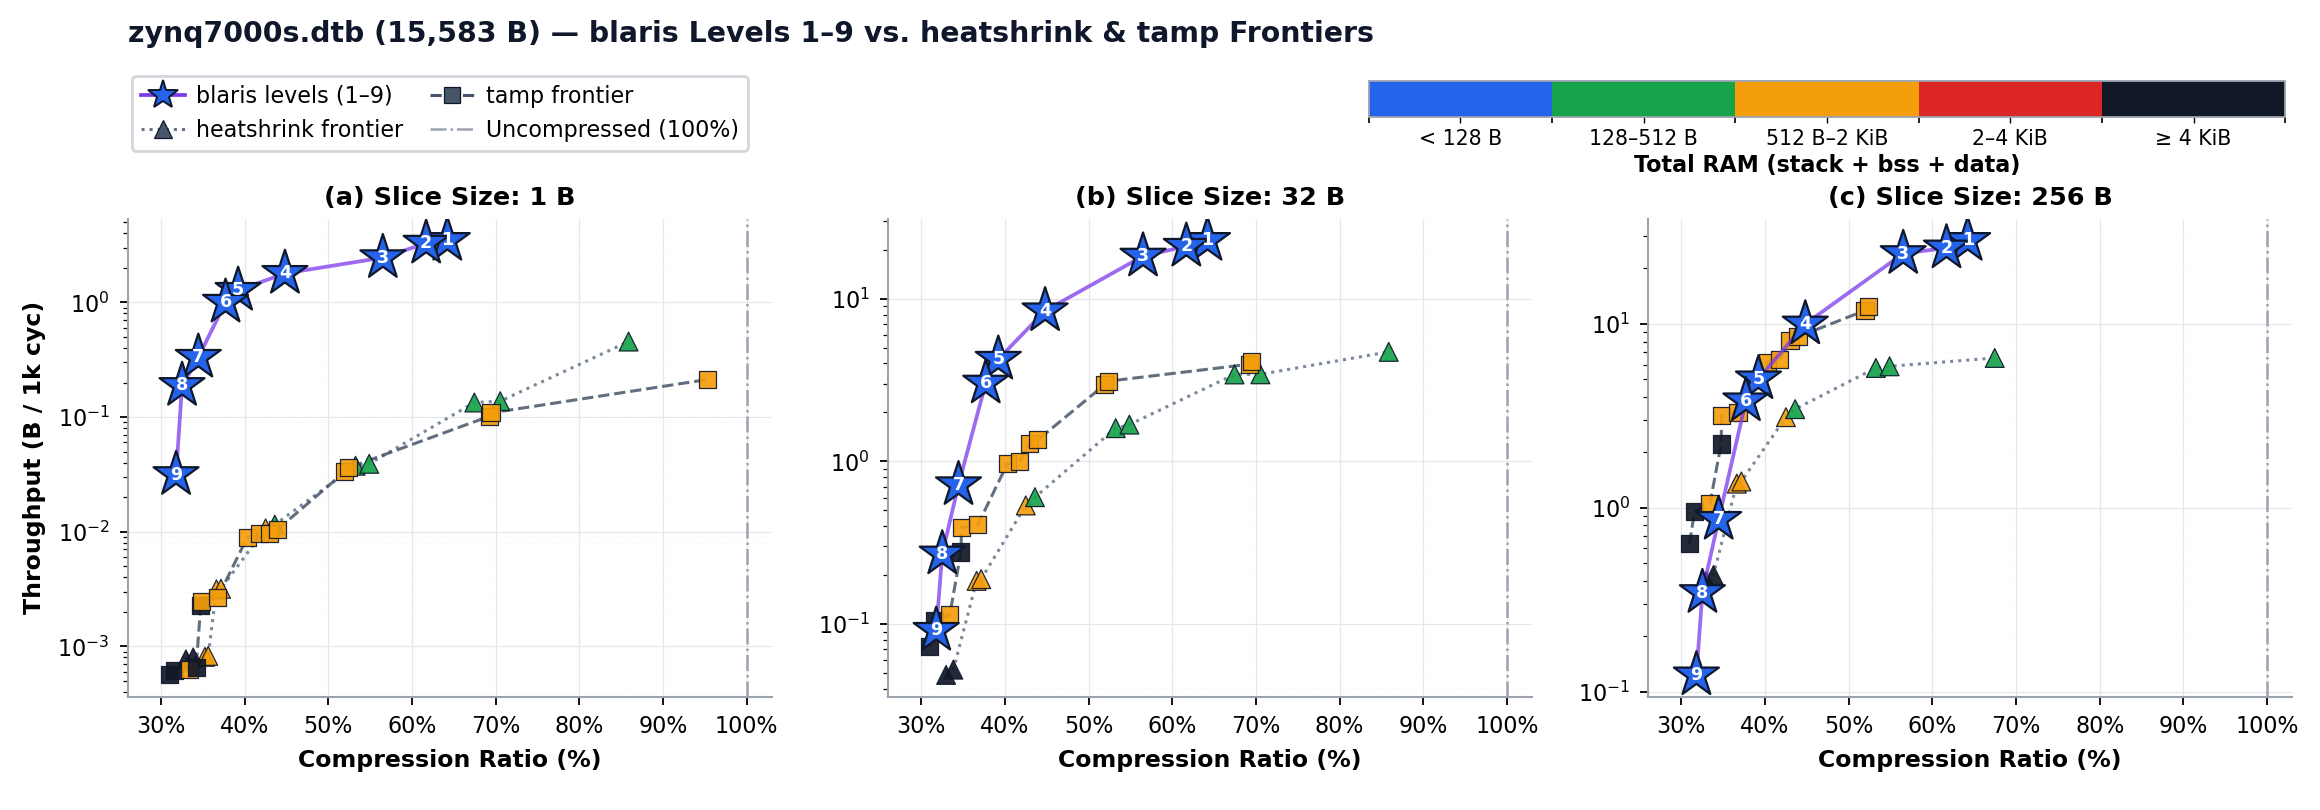 zynq7000s.dtb (15,583 B) — blaris Levels 1–9 vs. heatshrink & tamp Frontiers
blaris levels (1–9)
heatshrink frontier
tamp frontier
Uncompressed (100%)
< 128 B
128–512 B
512 B–2 KiB
2–4 KiB
≥ 4 KiB
Total RAM (stack + bss + data)
(a) Slice Size: 1 B
Throughput (B / 1k cyc)
10⁰
10⁻¹
10⁻²
10⁻³
1
2
3
4
5
6
7
8
9
30% 40% 50% 60% 70% 80% 90% 100%
Compression Ratio (%)
(b) Slice Size: 32 B
10¹
10⁰
10⁻¹
1
2
3
4
5
6
7
8
9
30% 40% 50% 60% 70% 80% 90% 100%
Compression Ratio (%)
(c) Slice Size: 256 B
10¹
10⁰
10⁻¹
1
2
3
4
5
6
7
8
9
30% 40% 50% 60% 70% 80% 90% 100%
Compression Ratio (%)